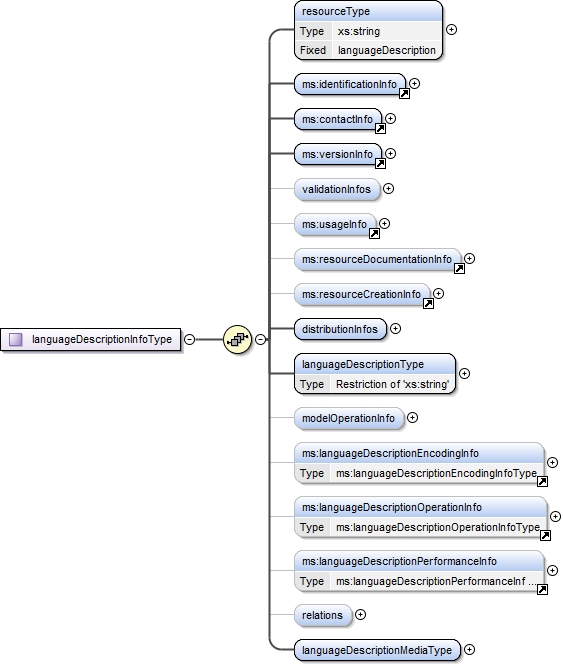 resourceType
Type xs:string
Fixed languageDescription
ms:identificationInfo
ms:contactInfo
ms:versionInfo
validationInfos
ms:usageInfo
ms:resourceDocumentationInfo
ms:resourceCreationInfo
languageDescriptionInfoType
distributionInfos
languageDescriptionType
Type Restriction of 'xs:string'
modelOperationInfo
ms:languageDescriptionEncodingInfo
Type ms:languageDescriptionEncodingInfoType
ms:languageDescriptionOperationInfo
Type ms:languageDescriptionOperationInfoType
ms:languageDescriptionPerformanceInfo
Type ms:languageDescriptionPerformanceInf ...
relations
languageDescriptionMediaType